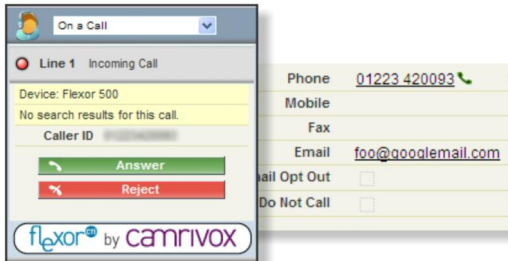 On a Call
Line 1 Incoming Call
Device: Flexor 500
No search results for this call.
Caller ID
Answer
Reject
flexor cti by camrivox
Phone 01223 420093
Mobile
Fax
Email foo@googlemail.com
ail Opt Out
Do Not Call